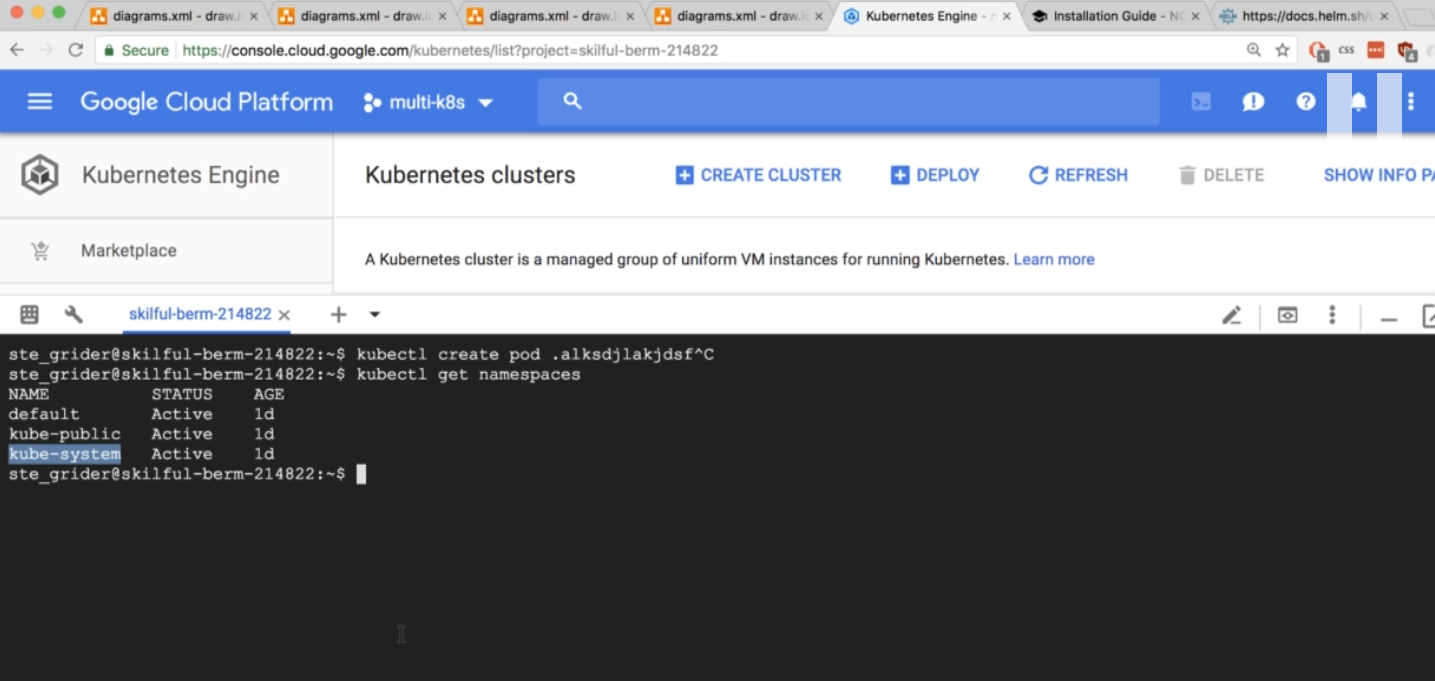 diagrams.xml - draw.i
diagrams.xml - draw.i
diagrams.xml - draw.i
diagrams.xml - draw.i
Kubernetes Engine -
Installation Guide - NG
https://docs.helm.sh/
Secure https://console.cloud.google.com/kubernetes/list?project=skilful-berm-214822
1 CSS 4
Google Cloud Platform multi-k8s
Kubernetes Engine
Kubernetes clusters CREATE CLUSTER DEPLOY REFRESH DELETE SHOW INFO PA
Marketplace
A Kubernetes cluster is a managed group of uniform VM instances for running Kubernetes. Learn more
skilful-berm-214822
ste_grider@skilful-berm-214822:~$ kubectl create pod .alksdjlakjdsf^C
ste_grider@skilful-berm-214822:~$ kubectl get namespaces
NAME STATUS AGE
default Active 1d
kube-public Active 1d
kube-system Active 1d
ste_grider@skilful-berm-214822:~$